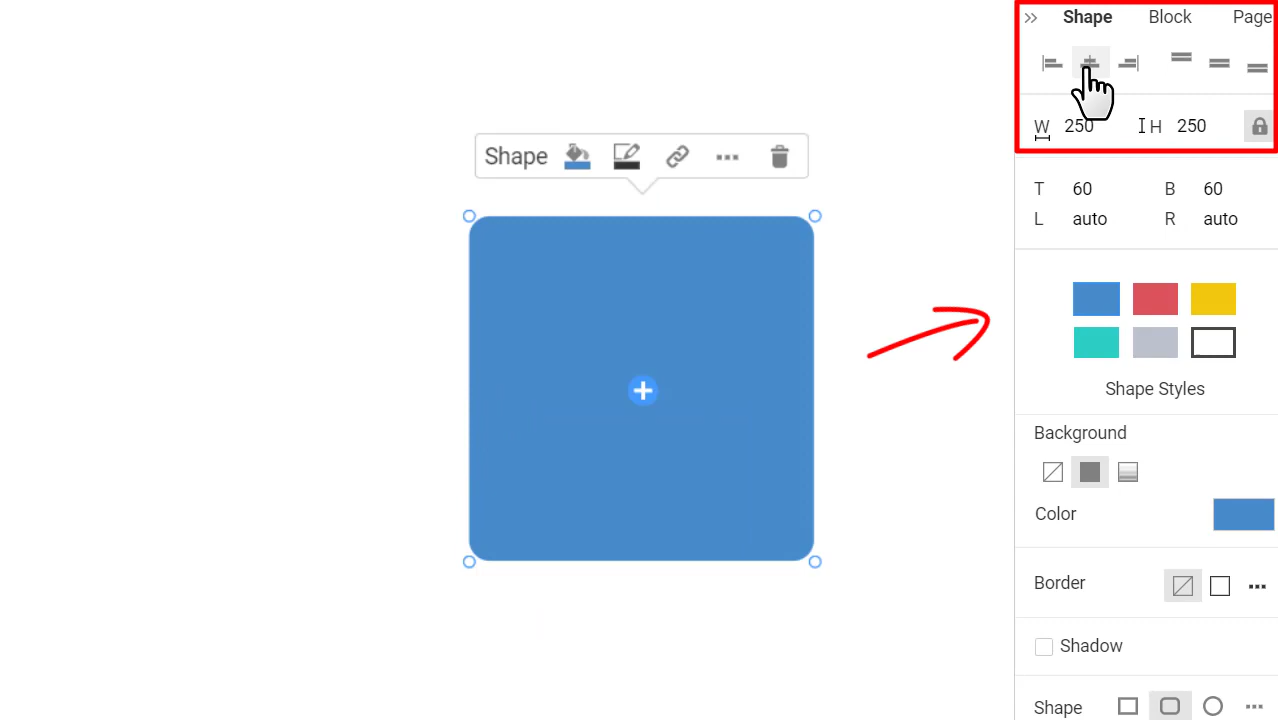 Shape Block Page
W 250 H 250
Shape
T 60 B 60
L auto R auto
Shape Styles
Background
Color
Border
Shadow
Shape